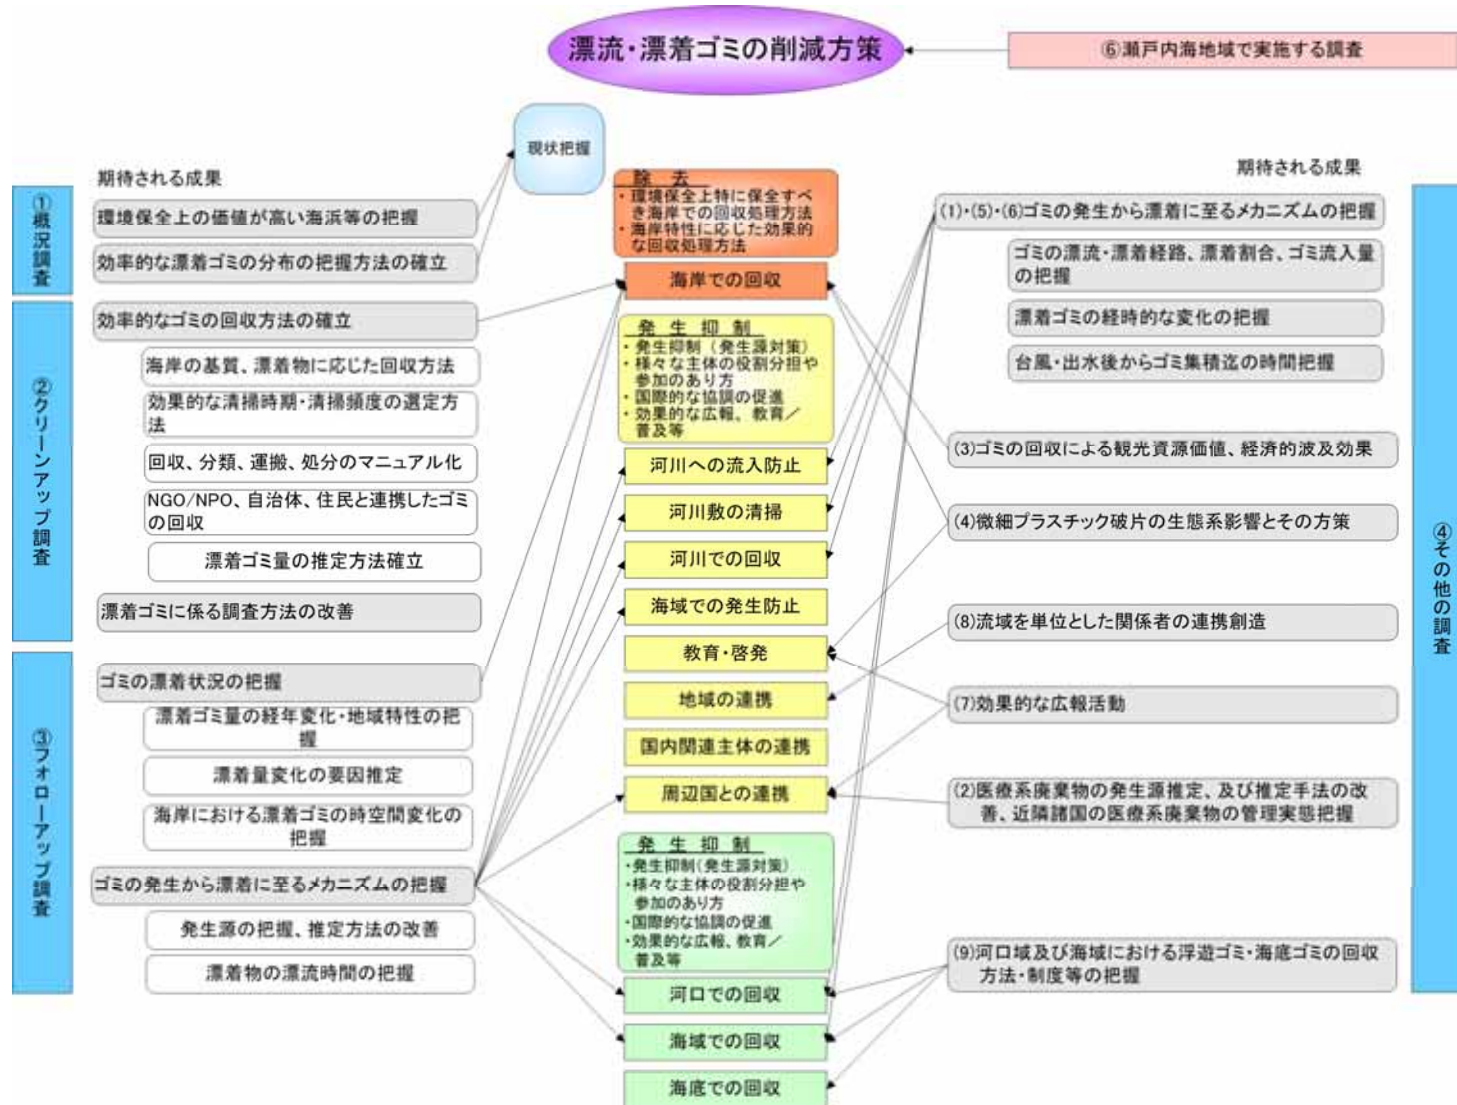 漂流・漂着ゴミの削減方策
⑥瀬戸内海地域で実施する調査
現状把握
期待される成果
①概況調査
環境保全上の価値が高い海浜等の把握
効率的な漂着ゴミの分布の把握方法の確立
②クリーンアップ調査
効率的なゴミの回収方法の確立
海岸の基質、漂着物に応じた回収方法
効果的な清掃時期・清掃頻度の選定方
法
回収、分類、運搬、処分のマニュアル化
NGO/NPO、自治体、住民と連携したゴミ
の回収
漂着ゴミ量の推定方法確立
漂着ゴミに係る調査方法の改善
③フォローアップ調査
ゴミの漂着状況の把握
漂着ゴミ量の経年変化・地域特性の把
握
漂着量変化の要因推定
海岸における漂着ゴミの時空間変化の
把握
ゴミの発生から漂着に至るメカニズムの把握
発生源の把握、推定方法の改善
漂着物の漂流時間の把握
除 去
・環境保全上特に保全すべ
き海岸での回収処理方法
・海岸特性に応じた効果的
な回収処理方法
海岸での回収
発 生 抑 制
・発生抑制（発生源対策）
・様々な主体の役割分担や
参加のあり方
・国際的な協調の促進
・効果的な広報、教育／
普及等
河川への流入防止
河川敷の清掃
河川での回収
海域での発生防止
教育・啓発
地域の連携
国内関連主体の連携
周辺国との連携
発 生 抑 制
・発生抑制(発生源対策)
・様々な主体の役割分担や
参加のあり方
・国際的な協調の促進
・効果的な広報、教育／
普及等
河口での回収
海域での回収
海底での回収
期待される成果
④その他の調査
(1)・(5)・(6)ゴミの発生から漂着に至るメカニズムの把握
ゴミの漂流・漂着経路、漂着割合、ゴミ流入量
の把握
漂着ゴミの経時的な変化の把握
台風・出水後からゴミ集積迄の時間把握
(3)ゴミの回収による観光資源価値、経済的波及効果
(4)微細プラスチック破片の生態系影響とその方策
(8)流域を単位とした関係者の連携創造
(7)効果的な広報活動
(2)医療系廃棄物の発生源推定、及び推定手法の改
善、近隣諸国の医療系廃棄物の管理実態把握
(9)河口域及び海域における浮遊ゴミ・海底ゴミの回収
方法・制度等の把握